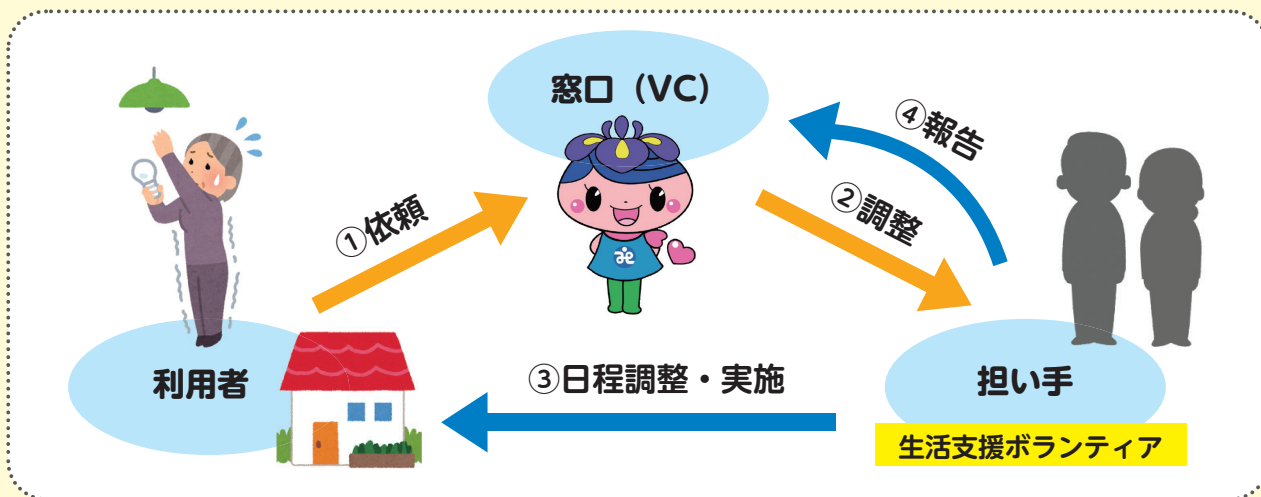 窓口（VC）
①依頼
②調整
④報告
利用者
③日程調整・実施
担い手
生活支援ボランティア